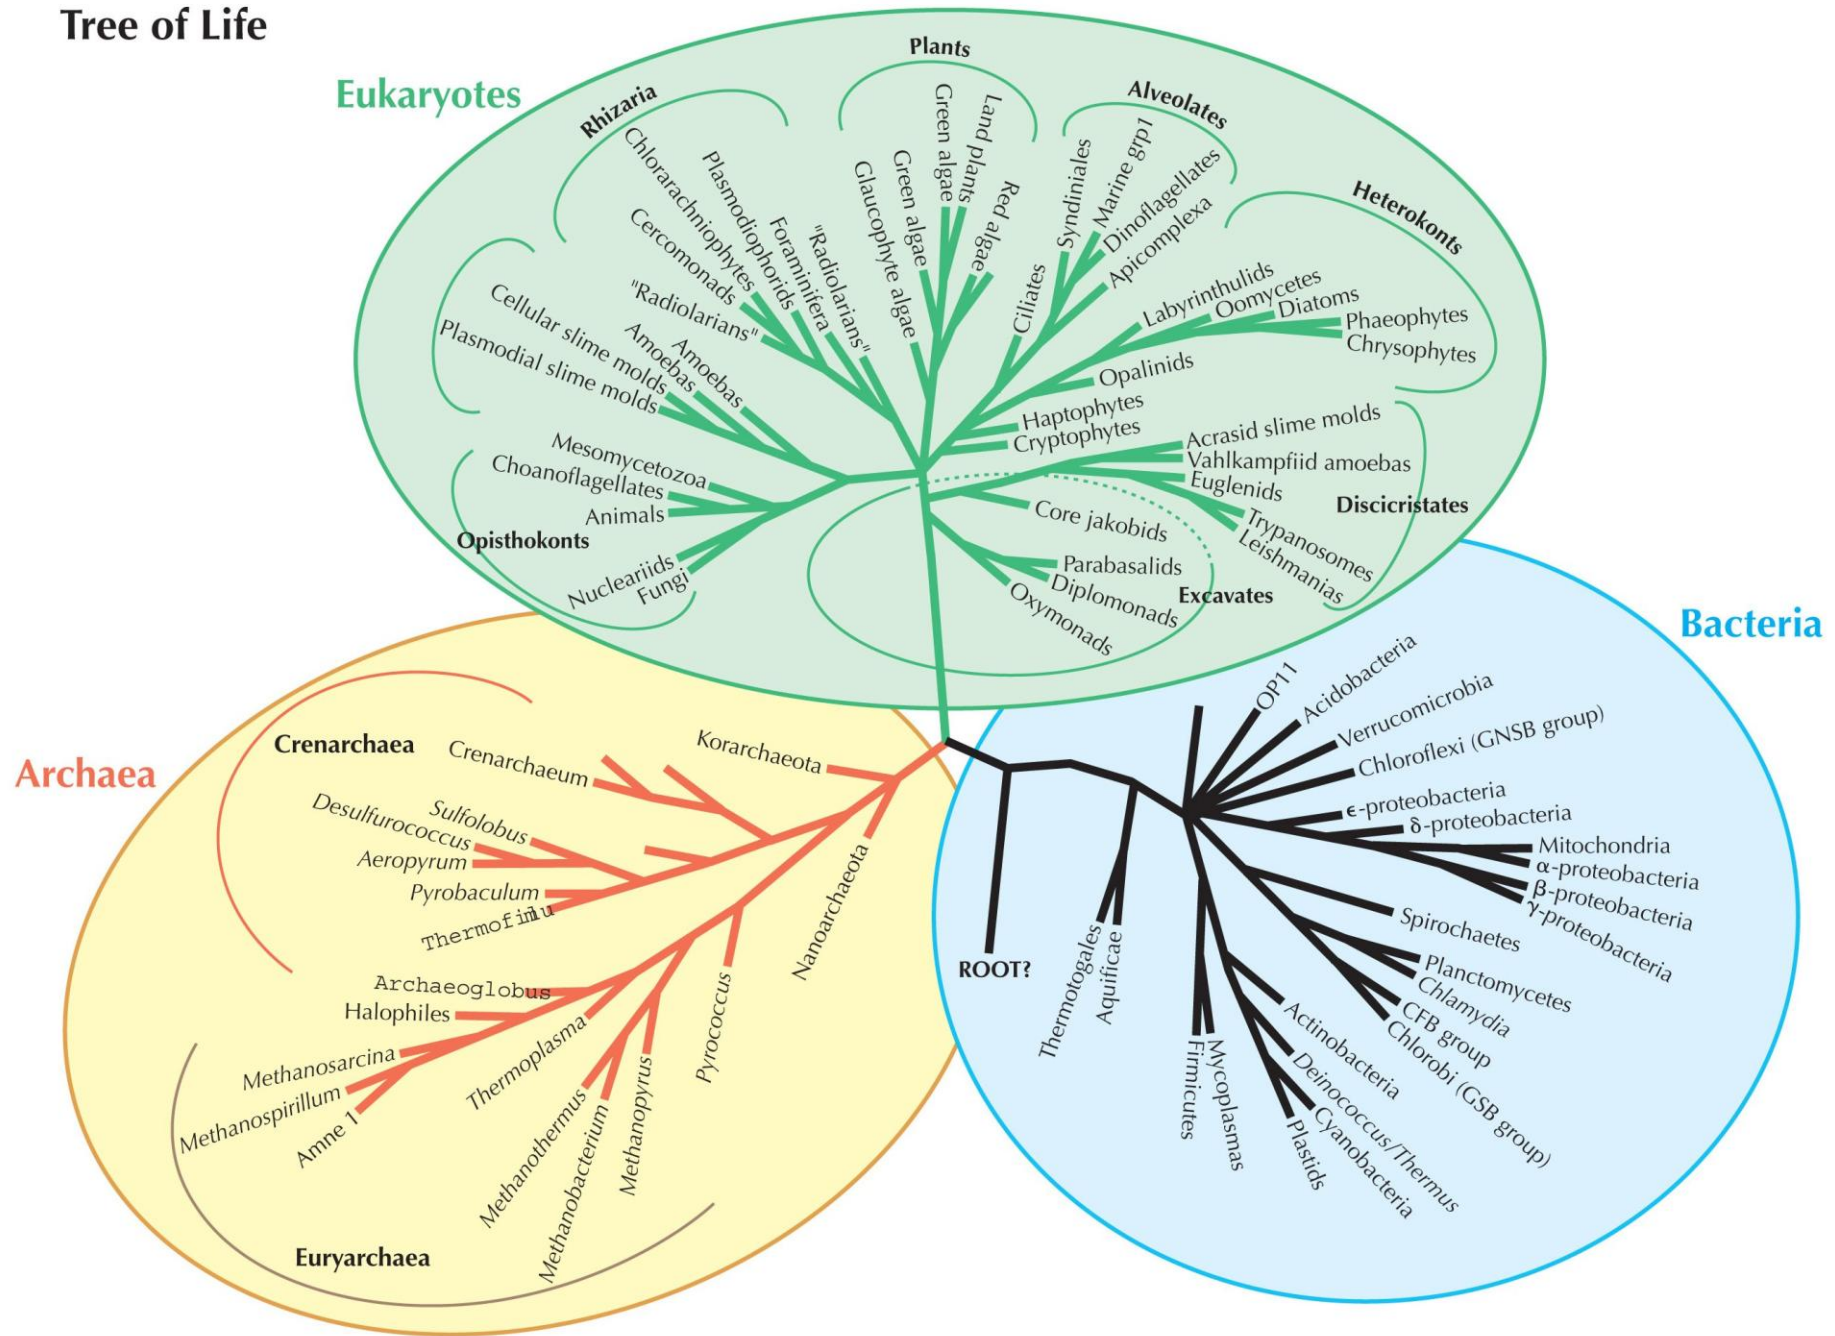 Tree of Life
Eukaryotes
Rhizaria
Plants
Alveolates
Heterokonts
Plasmodial slime molds
Cellular slime molds
Amoebas
Amoebas
"Radiolarians"
Cercomonads
Chlorarachniophytes
Plasmodiophorids
Foraminifera
"Radiolarians"
Glaucophyte algae
Green algae
Green algae
Land plants
Red algae
Ciliates
Syndiniales
Marine grp1
Dinoflagellates
Apicomplexa
Labyrinthulids
Oomycetes
Diatoms
Phaeophytes
Chrysophytes
Opalinids
Haptophytes
Cryptophytes
Acrasid slime molds
Vahlkampfiid amoebas
Euglenids
Trypanosomes
Leishmanias
Discicristates
Core jakobids
Parabasalids
Diplomonads
Oxymonads
Excavates
Mesomycetozoa
Choanoflagellates
Animals
Opisthokonts
Nucleariids
Fungi
Archaea
Crenarchaea
Korarchaeota
Crenarchaeum
Sulfolobus
Desulfurococcus
Aeropyrum
Pyrobaculum
Nanoarchaeota
Archaeoglobus
Halophiles
Methanosarcina
Methanospirillum
Amne 1
Thermoplasma
Methanothermus
Methanobacterium
Methanopyrus
Pyrococcus
Euryarchaea
Bacteria
OP11
Acidobacteria
Verrucomicrobia
Chloroflexi (GNSB group)
ϵ-proteobacteria
δ-proteobacteria
Mitochondria
α-proteobacteria
β-proteobacteria
γ-proteobacteria
Spirochaetes
Planctomycetes
Chlamydia
CFB group
Chlorobi (GSB group)
Actinobacteria
Deinococcus/Thermus
Cyanobacteria
Plastids
Mycoplasmas
Firmicutes
Aquificae
Thermotogales
ROOT?